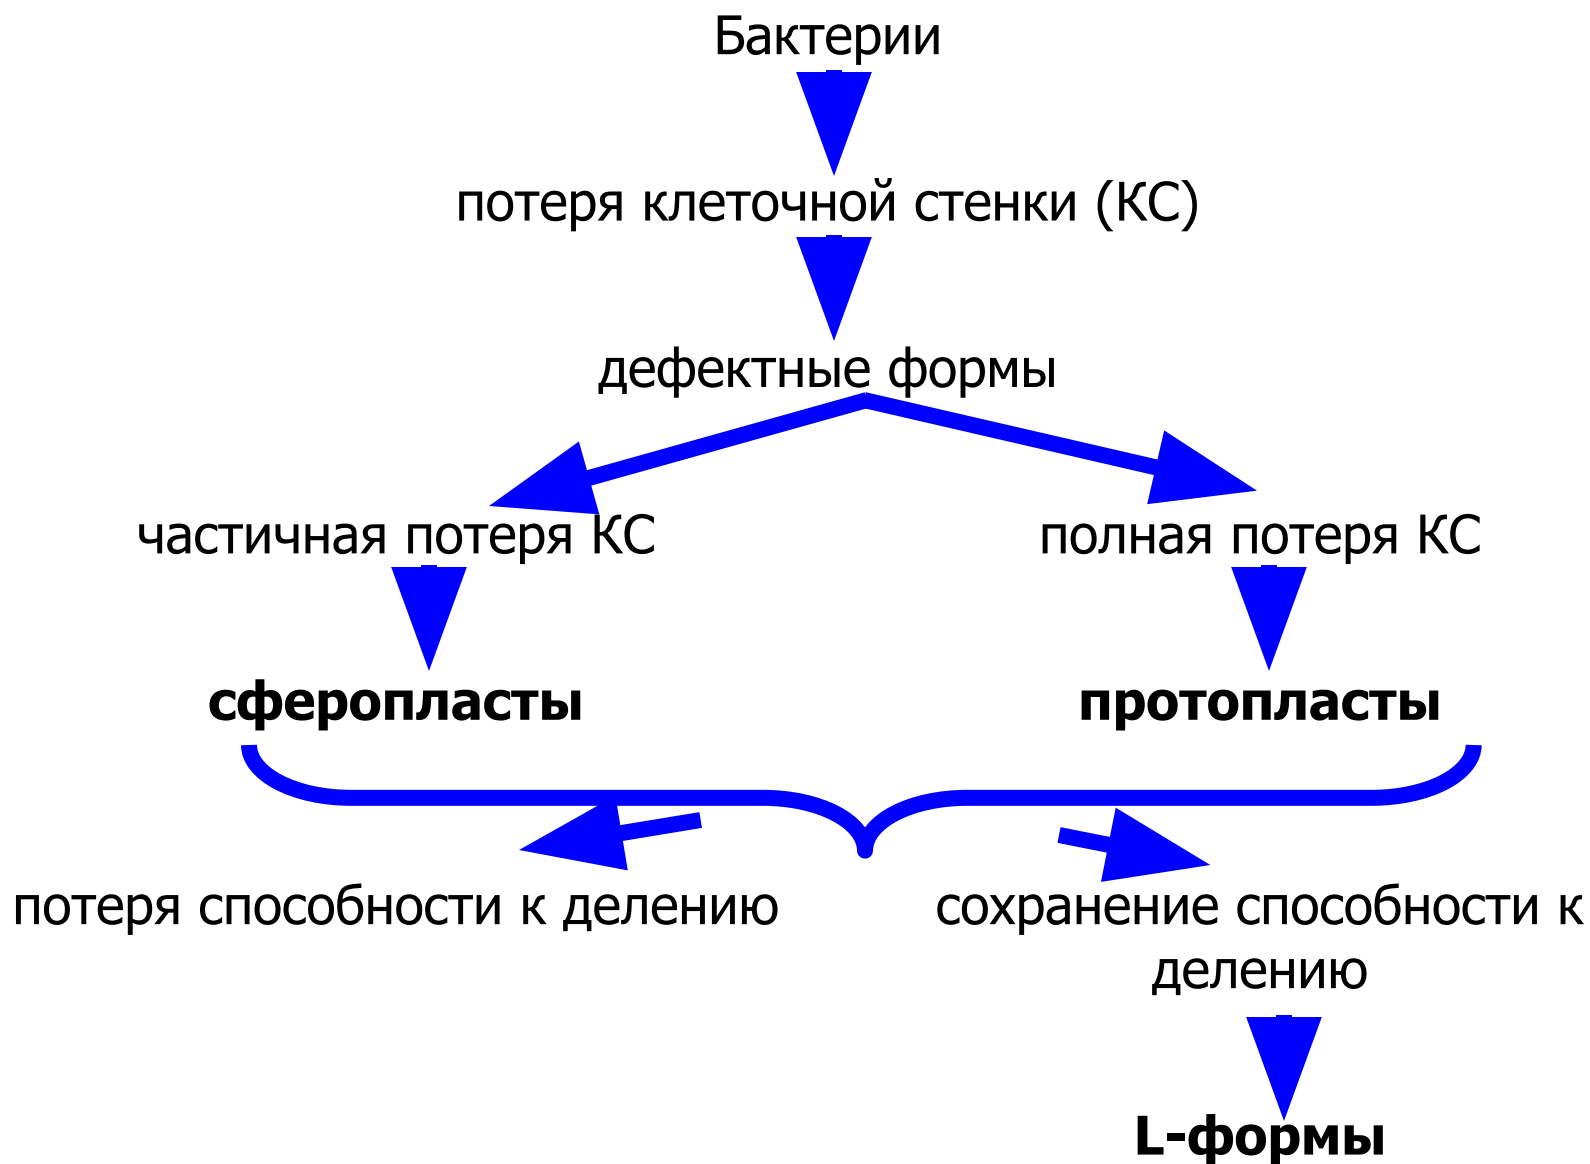 Бактерии
потеря клеточной стенки (КС)
дефектные формы
частичная потеря КС
полная потеря КС
сферопласты
протопласты
потеря способности к делению
сохранение способности к
делению
L-формы